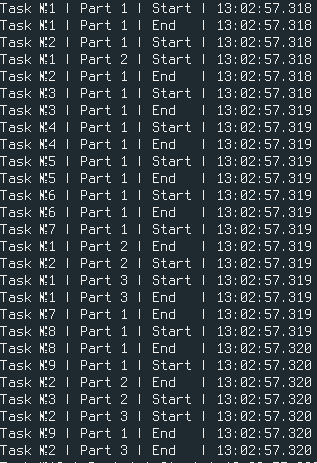 Task №1 | Part 1 | Start | 13:02:57.318
Task №1 | Part 1 | End | 13:02:57.318
Task №2 | Part 1 | Start | 13:02:57.318
Task №1 | Part 2 | Start | 13:02:57.318
Task №2 | Part 1 | End | 13:02:57.318
Task №3 | Part 1 | Start | 13:02:57.318
Task №3 | Part 1 | End | 13:02:57.319
Task №4 | Part 1 | Start | 13:02:57.319
Task №4 | Part 1 | End | 13:02:57.319
Task №5 | Part 1 | Start | 13:02:57.319
Task №5 | Part 1 | End | 13:02:57.319
Task №6 | Part 1 | Start | 13:02:57.319
Task №6 | Part 1 | End | 13:02:57.319
Task №7 | Part 1 | Start | 13:02:57.319
Task №1 | Part 2 | End | 13:02:57.319
Task №2 | Part 2 | Start | 13:02:57.319
Task №1 | Part 3 | Start | 13:02:57.319
Task №1 | Part 3 | End | 13:02:57.319
Task №7 | Part 1 | End | 13:02:57.319
Task №8 | Part 1 | Start | 13:02:57.319
Task №8 | Part 1 | End | 13:02:57.320
Task №9 | Part 1 | Start | 13:02:57.320
Task №2 | Part 2 | End | 13:02:57.320
Task №3 | Part 2 | Start | 13:02:57.320
Task №2 | Part 3 | Start | 13:02:57.320
Task №9 | Part 1 | End | 13:02:57.320
Task №2 | Part 3 | End | 13:02:57.320